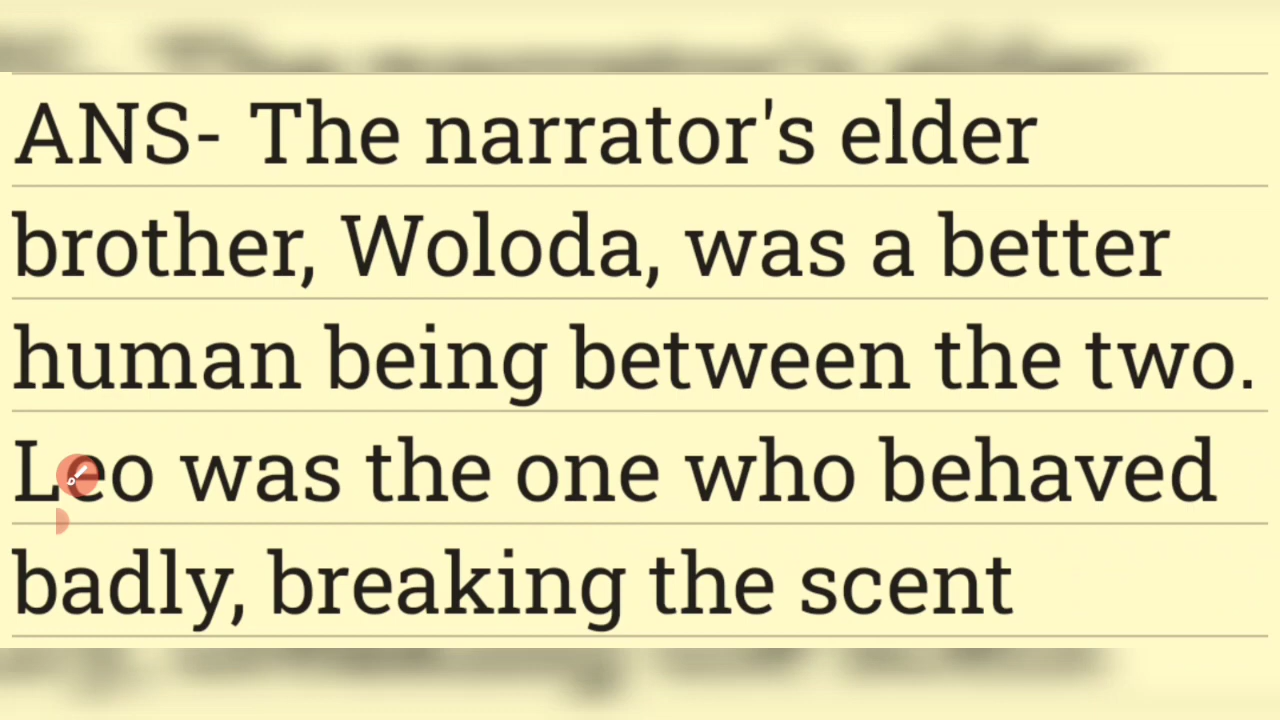 ANS- The narrator's elder
brother, Woloda, was a better
human being between the two.
Leo was the one who behaved
badly, breaking the scent